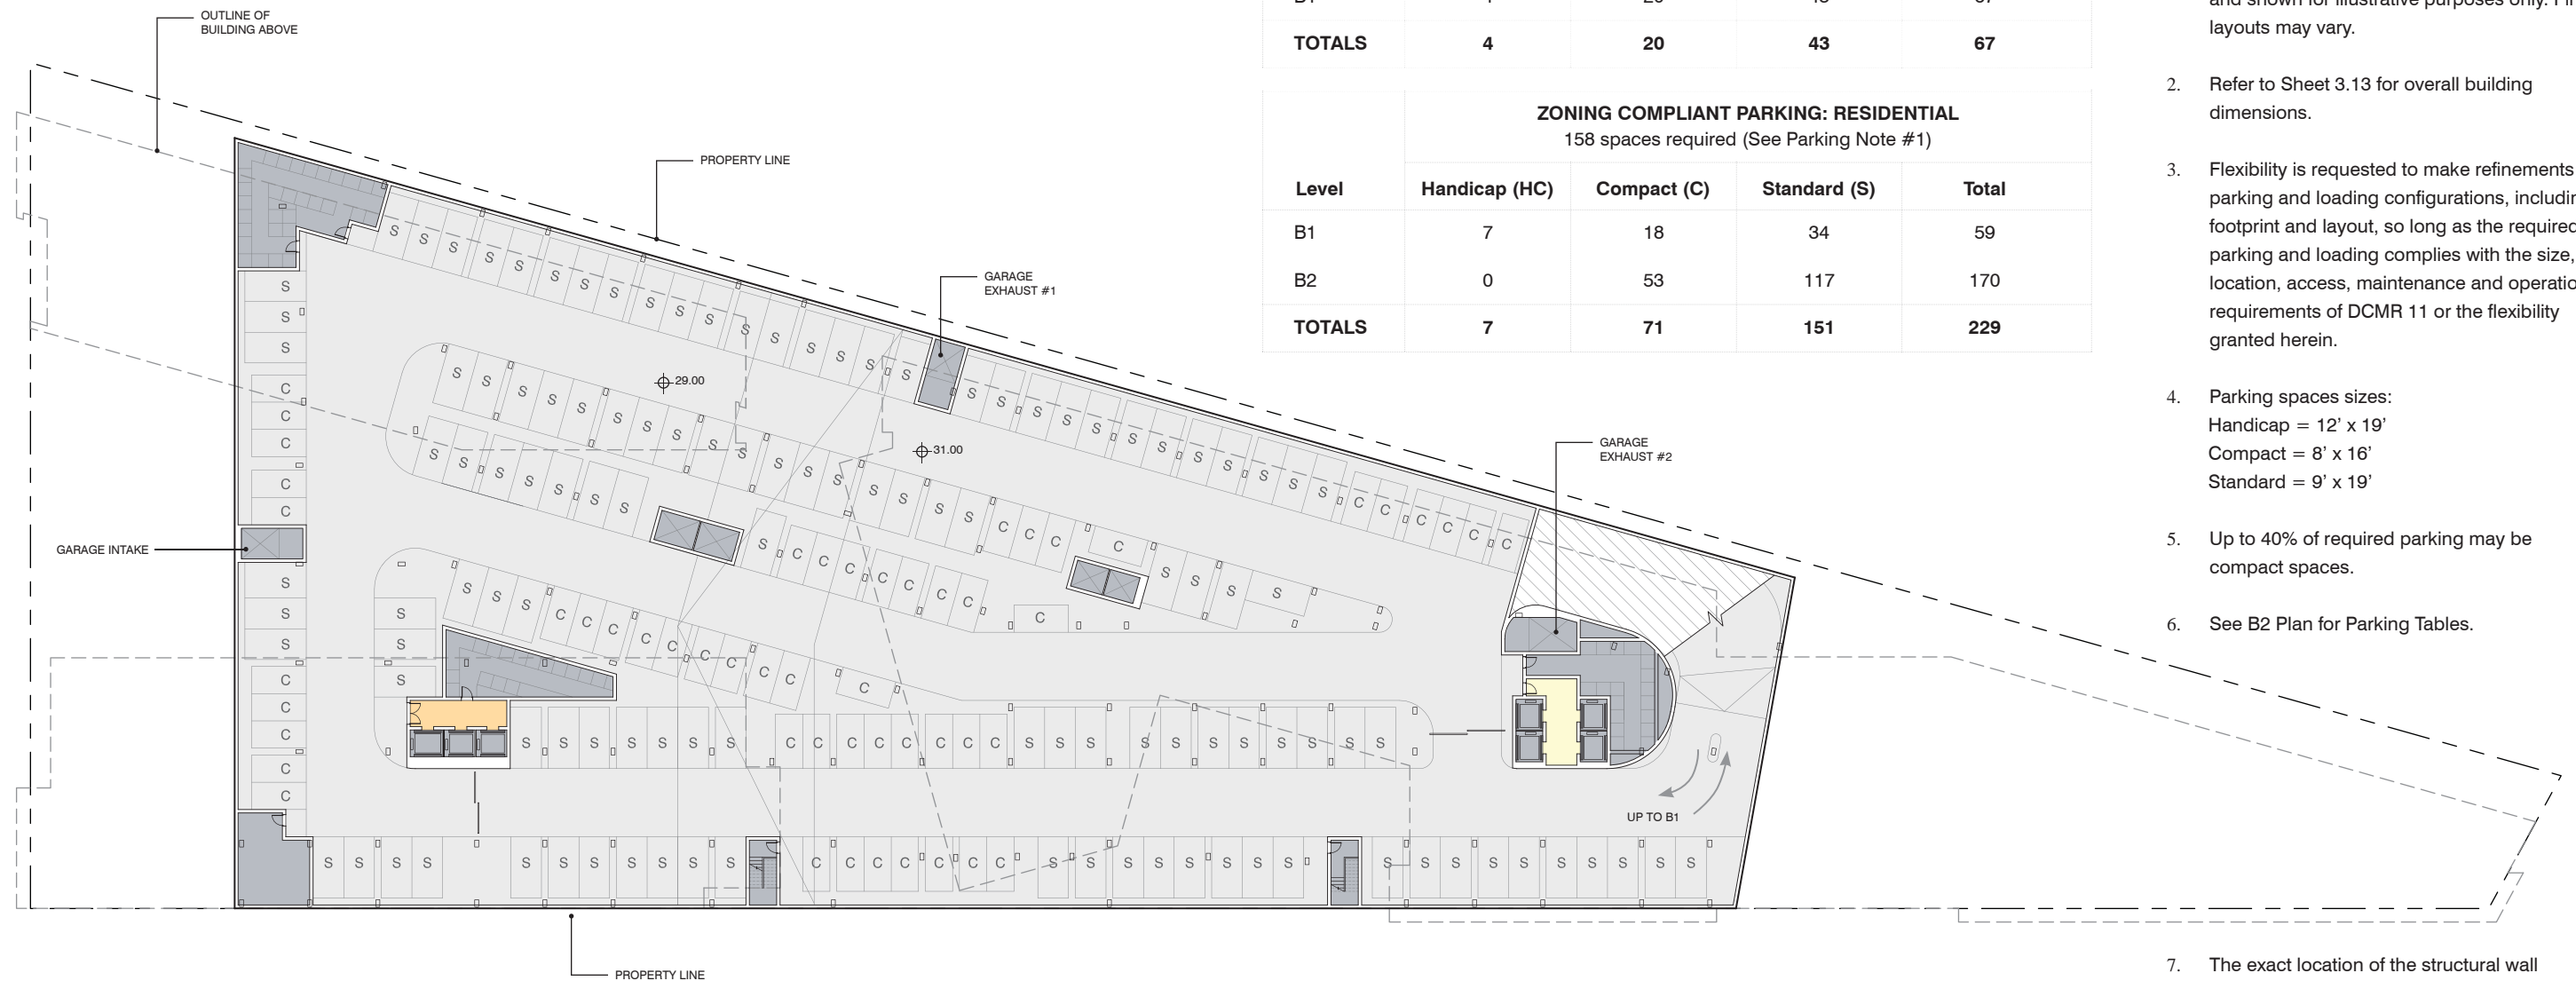 OUTLINE OF
BUILDING ABOVE
PROPERTY LINE
GARAGE
EXHAUST #1
GARAGE
EXHAUST #2
GARAGE INTAKE
29.00
31.00
S S S S S S S S S S S S S S S S S S S S S S S S S S S S S C C C C C C
S
S
S
C
C
C
C
C
S
S
S
C
C
C
C
C
S S S S S S S S S S S S S S S S S C C C C S S S S
S S S S S S S S C C C C C C C C
S S S C C C C C C C C C C
S
S
S
S S S S S S S C C C C C C C C S S S S S S S S S S S
UP TO B1
S S S S S S S S S S S C C C C C C C S S S S S S S S S S S S S S S S S S
PROPERTY LINE
TOTALS 4 20 43 67
ZONING COMPLIANT PARKING: RESIDENTIAL
158 spaces required (See Parking Note #1)
Level Handicap (HC) Compact (C) Standard (S) Total
B1 7 18 34 59
B2 0 53 117 170
TOTALS 7 71 151 229
and shown for illustrative purposes only.
layouts may vary.
2. Refer to Sheet 3.13 for overall building
dimensions.
3. Flexibility is requested to make refinements
parking and loading configurations,
footprint and layout, so long as the required
parking and loading complies with the size,
location, access, maintenance and
requirements of DCMR 11 or the flexibility
granted herein.
4. Parking spaces sizes:
Handicap = 12’ x 19’
Compact = 8’ x 16’
Standard = 9’ x 19’
5. Up to 40% of required parking may be
compact spaces.
6. See B2 Plan for Parking Tables.
7. The exact location of the structural wall